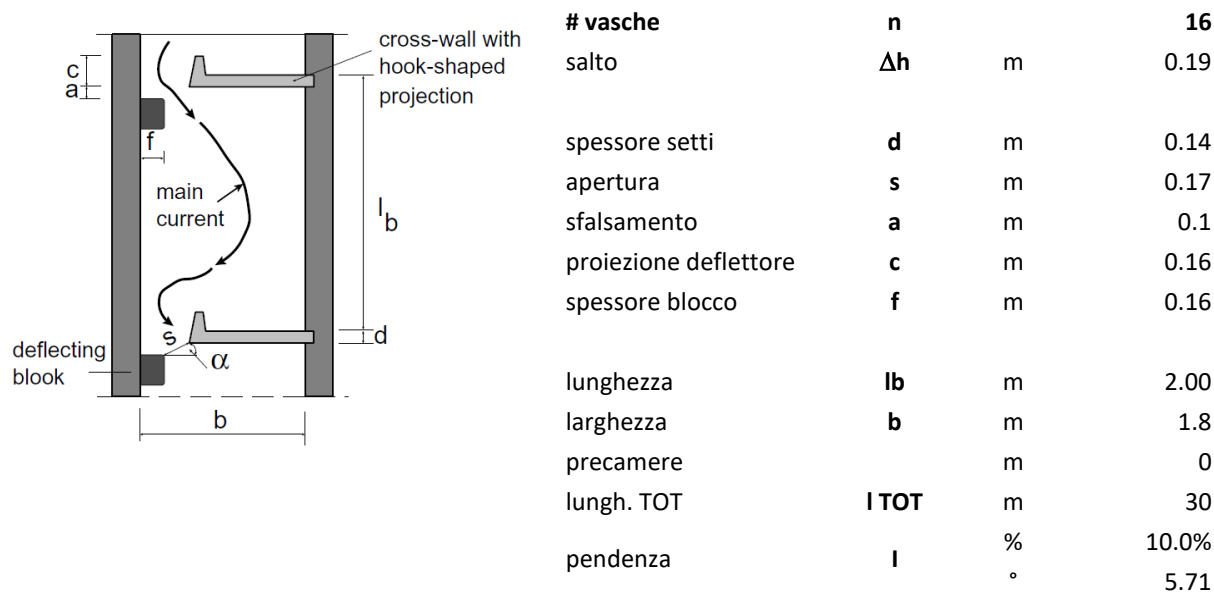 cross-wall with
hook-shaped
projection
c
a
f
main
current
l b
s
d
α
deflecting
blook
b
# vasche n 16
salto Δh m 0.19
spessore setti d m 0.14
apertura s m 0.17
sfalsamento a m 0.1
proiezione deflettore c m 0.16
spessore blocco f m 0.16
lunghezza lb m 2.00
larghezza b m 1.8
precamere m 0
lungh. TOT l TOT m 30
pendenza I % 10.0%
° 5.71